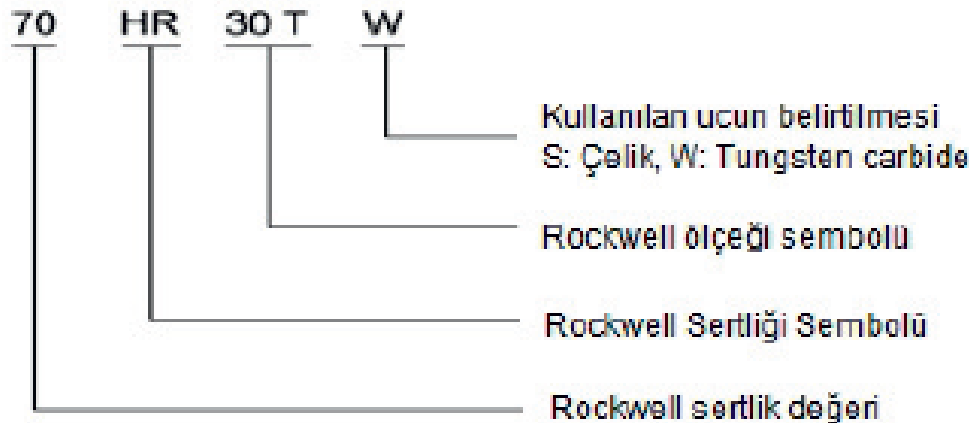 70 HR 30 T W
Kullanılan ucun belirtilmesi
S: Çelik, W: Tungsten carbide
Rockwell ölçeği sembolü
Rockwell Sertliği Sembolü
Rockwell sertlik değeri